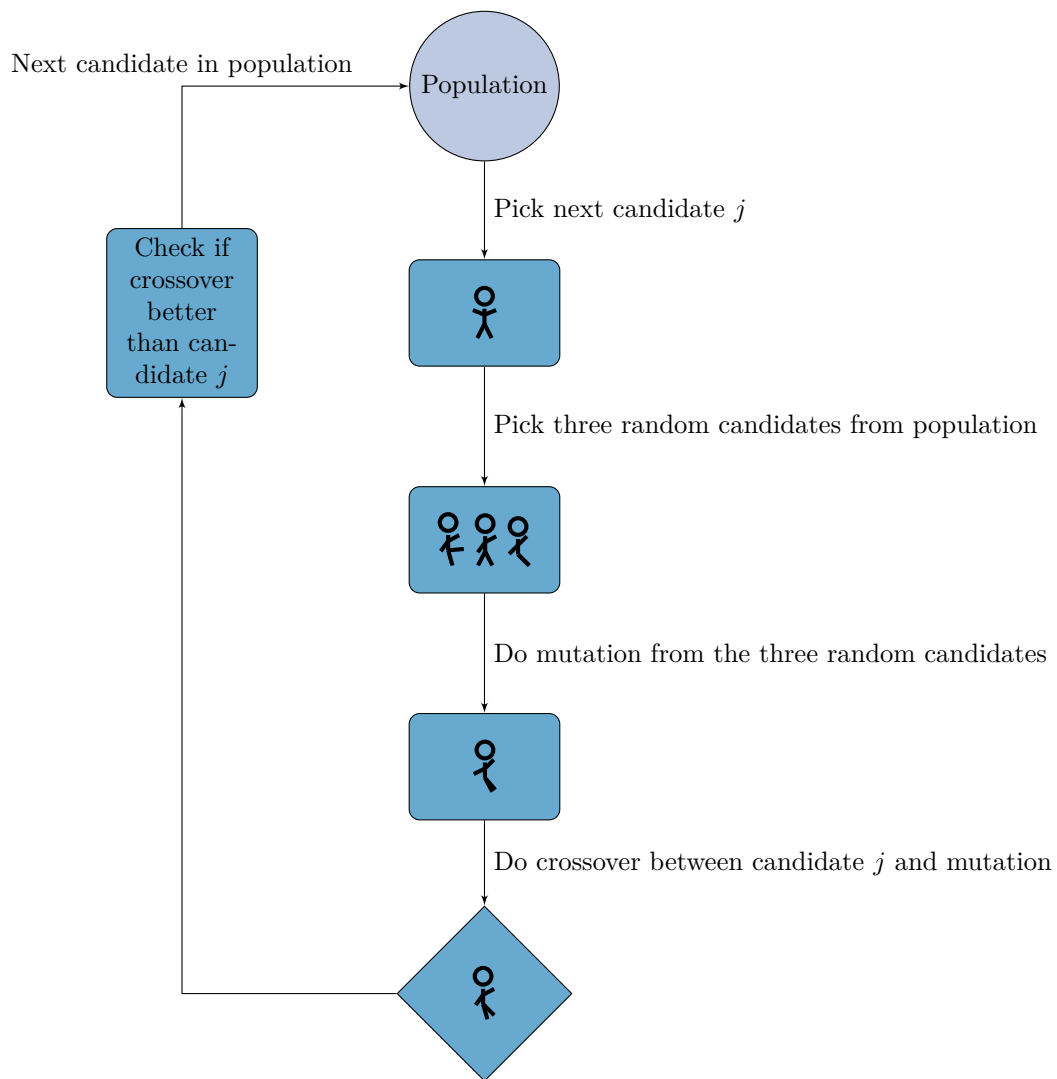 Next candidate in population
Population
Pick next candidate j
Check if
crossover
better
than can-
didate j
Pick three random candidates from population
Do mutation from the three random candidates
Do crossover between candidate j and mutation